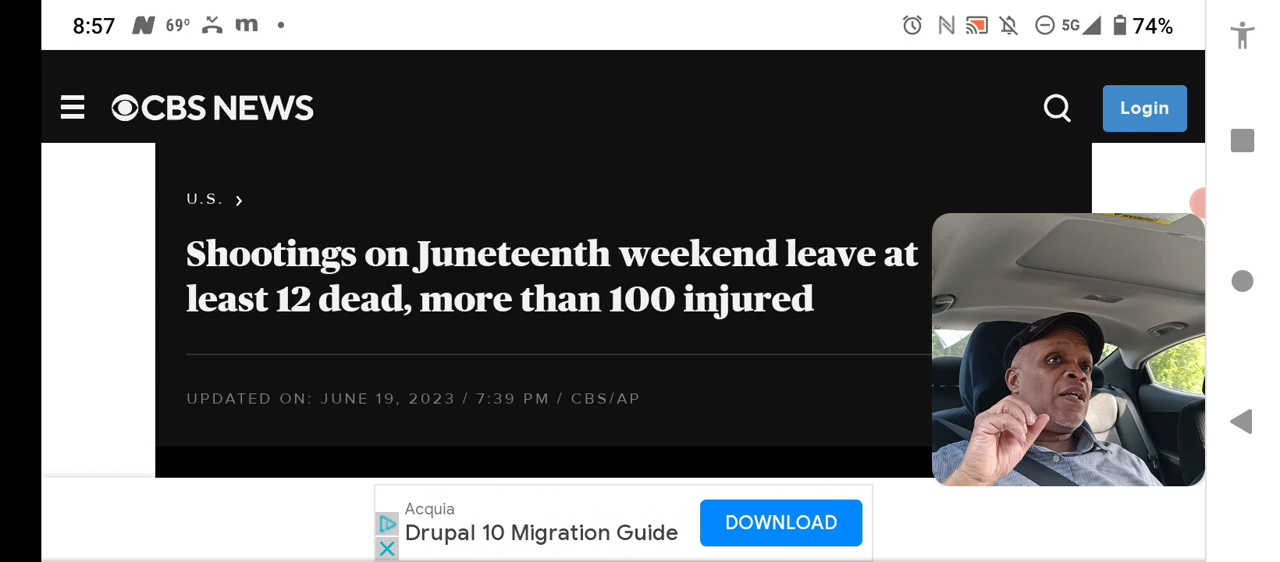 8:57 69° m 5G 74%
CBS NEWS
Login
U.S. ›
Shootings on Juneteenth weekend leave at
least 12 dead, more than 100 injured
UPDATED ON: JUNE 19, 2023 / 7:39 PM / CBS/AP
Acquia
Drupal 10 Migration Guide
DOWNLOAD